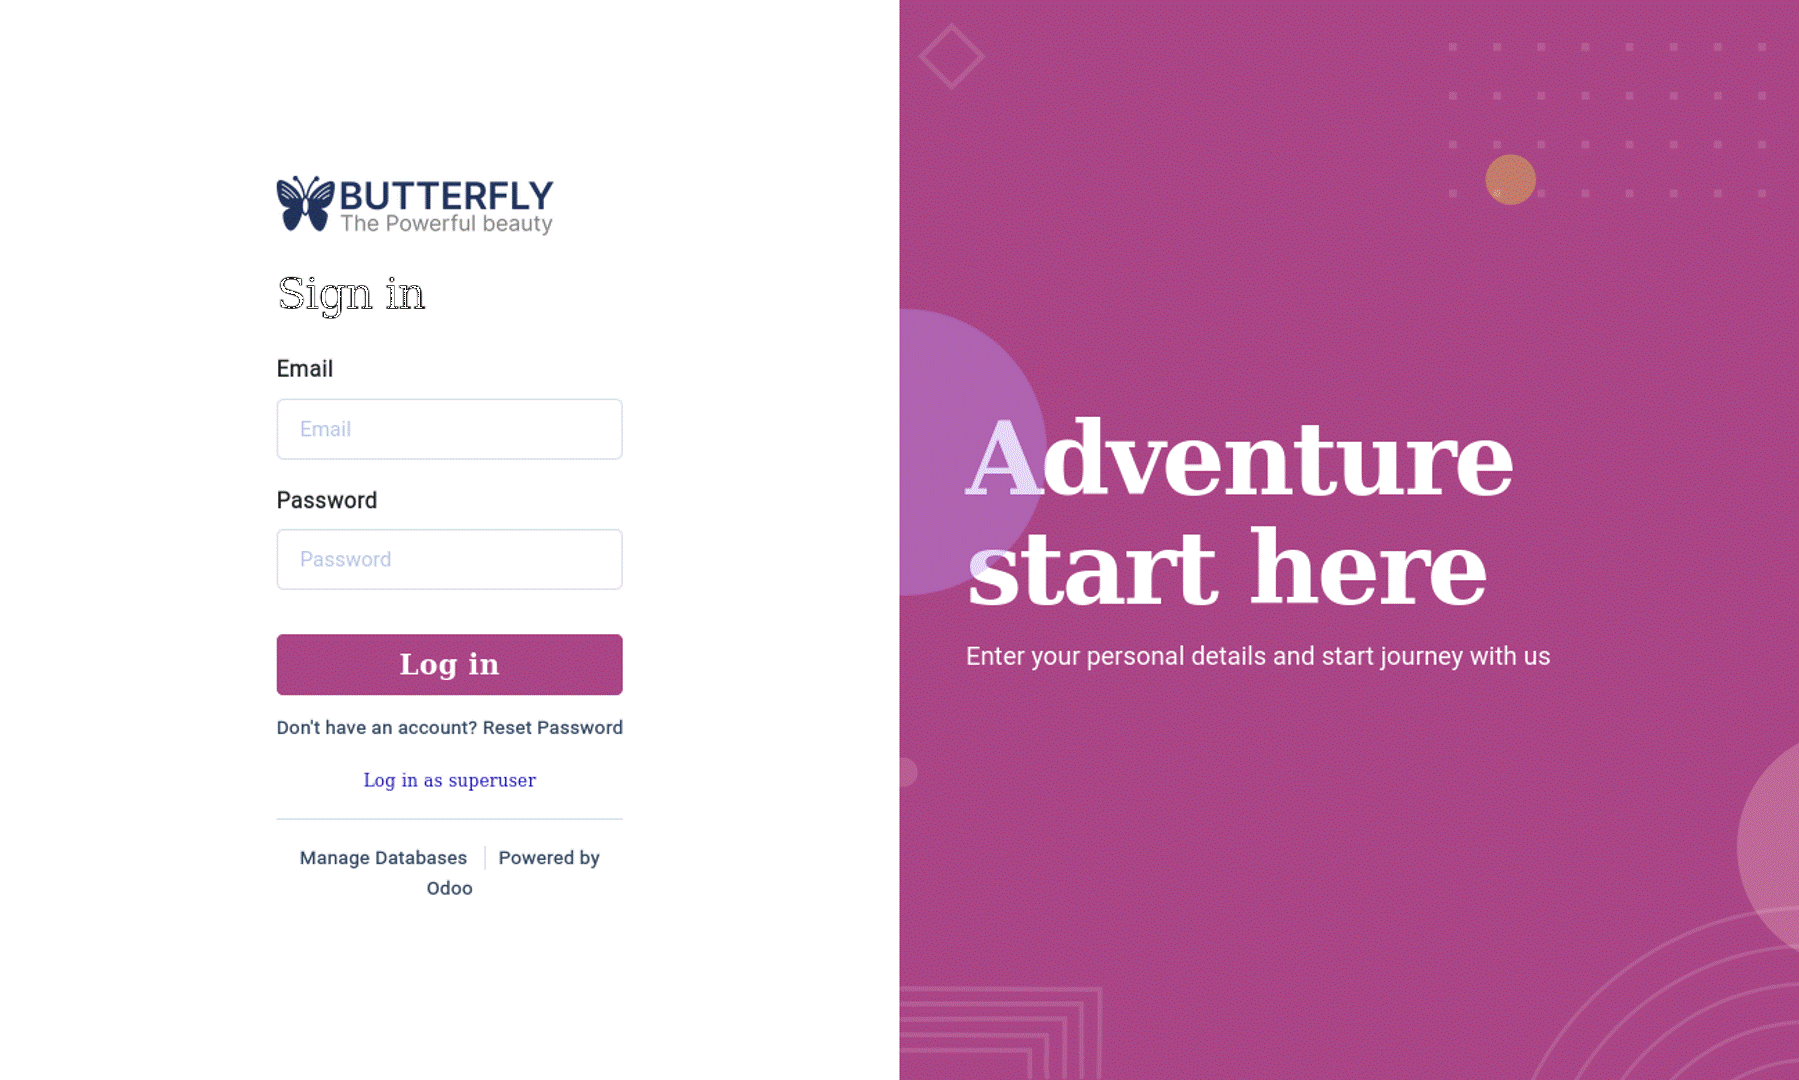 BUTTERFLY
The Powerful beauty
Sign in
Email
Email
Password
Password
Log in
Don't have an account? Reset Password
Log in as superuser
Manage Databases
Powered by
Odoo
Adventure
start here
Enter your personal details and start journey with us